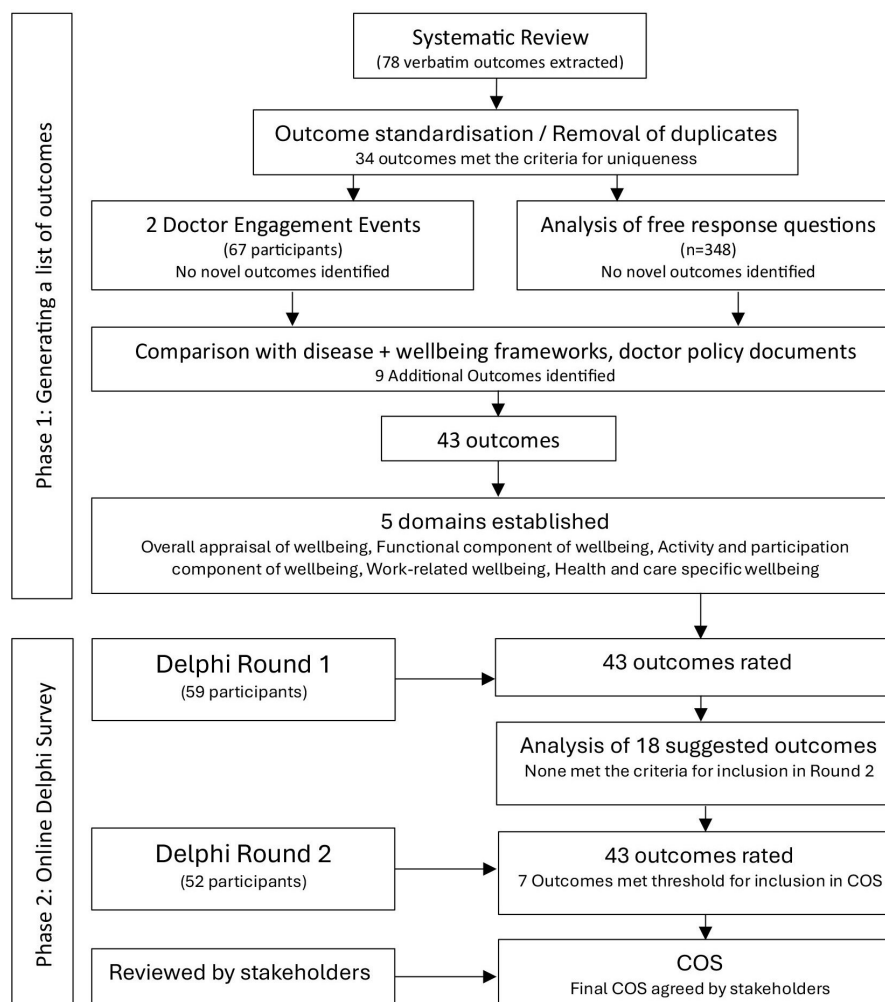 Phase 1: Generating a list of outcomes
Systematic Review
(78 verbatim outcomes extracted)
Outcome standardisation / Removal of duplicates
34 outcomes met the criteria for uniqueness
2 Doctor Engagement Events
(67 participants)
No novel outcomes identified
Analysis of free response questions
(n=348)
No novel outcomes identified
Comparison with disease + wellbeing frameworks, doctor policy documents
9 Additional Outcomes identified
43 outcomes
5 domains established
Overall appraisal of wellbeing, Functional component of wellbeing, Activity and participation
component of wellbeing, Work-related wellbeing, Health and care specific wellbeing
Phase 2: Online Delphi Survey
Delphi Round 1
(59 participants)
43 outcomes rated
Analysis of 18 suggested outcomes
None met the criteria for inclusion in Round 2
Delphi Round 2
(52 participants)
43 outcomes rated
7 Outcomes met threshold for inclusion in COS
Reviewed by stakeholders
COS
Final COS agreed by stakeholders